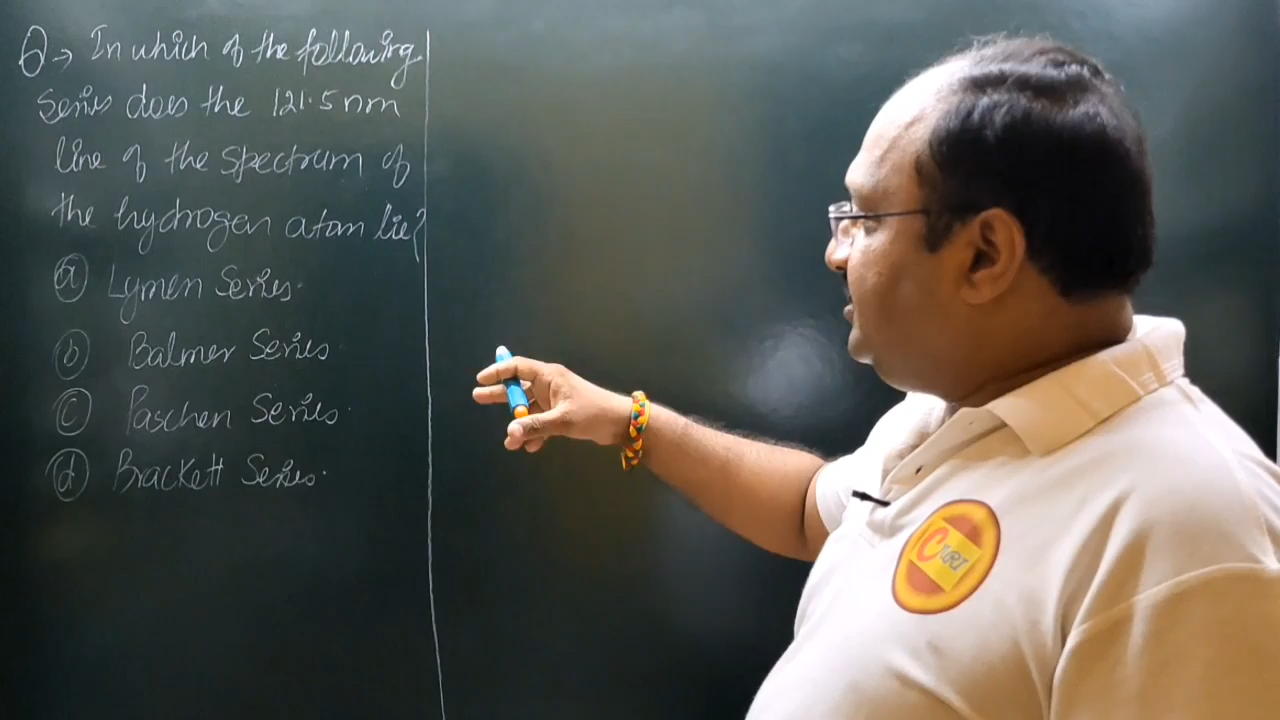 Q → In which of the following
Series does the 121.5 nm
line of the spectrum of
the hydrogen atom lie?
(a) Lymen Series.
(b) Balmer Series.
(c) Paschen Series.
(d) Brackett Series.